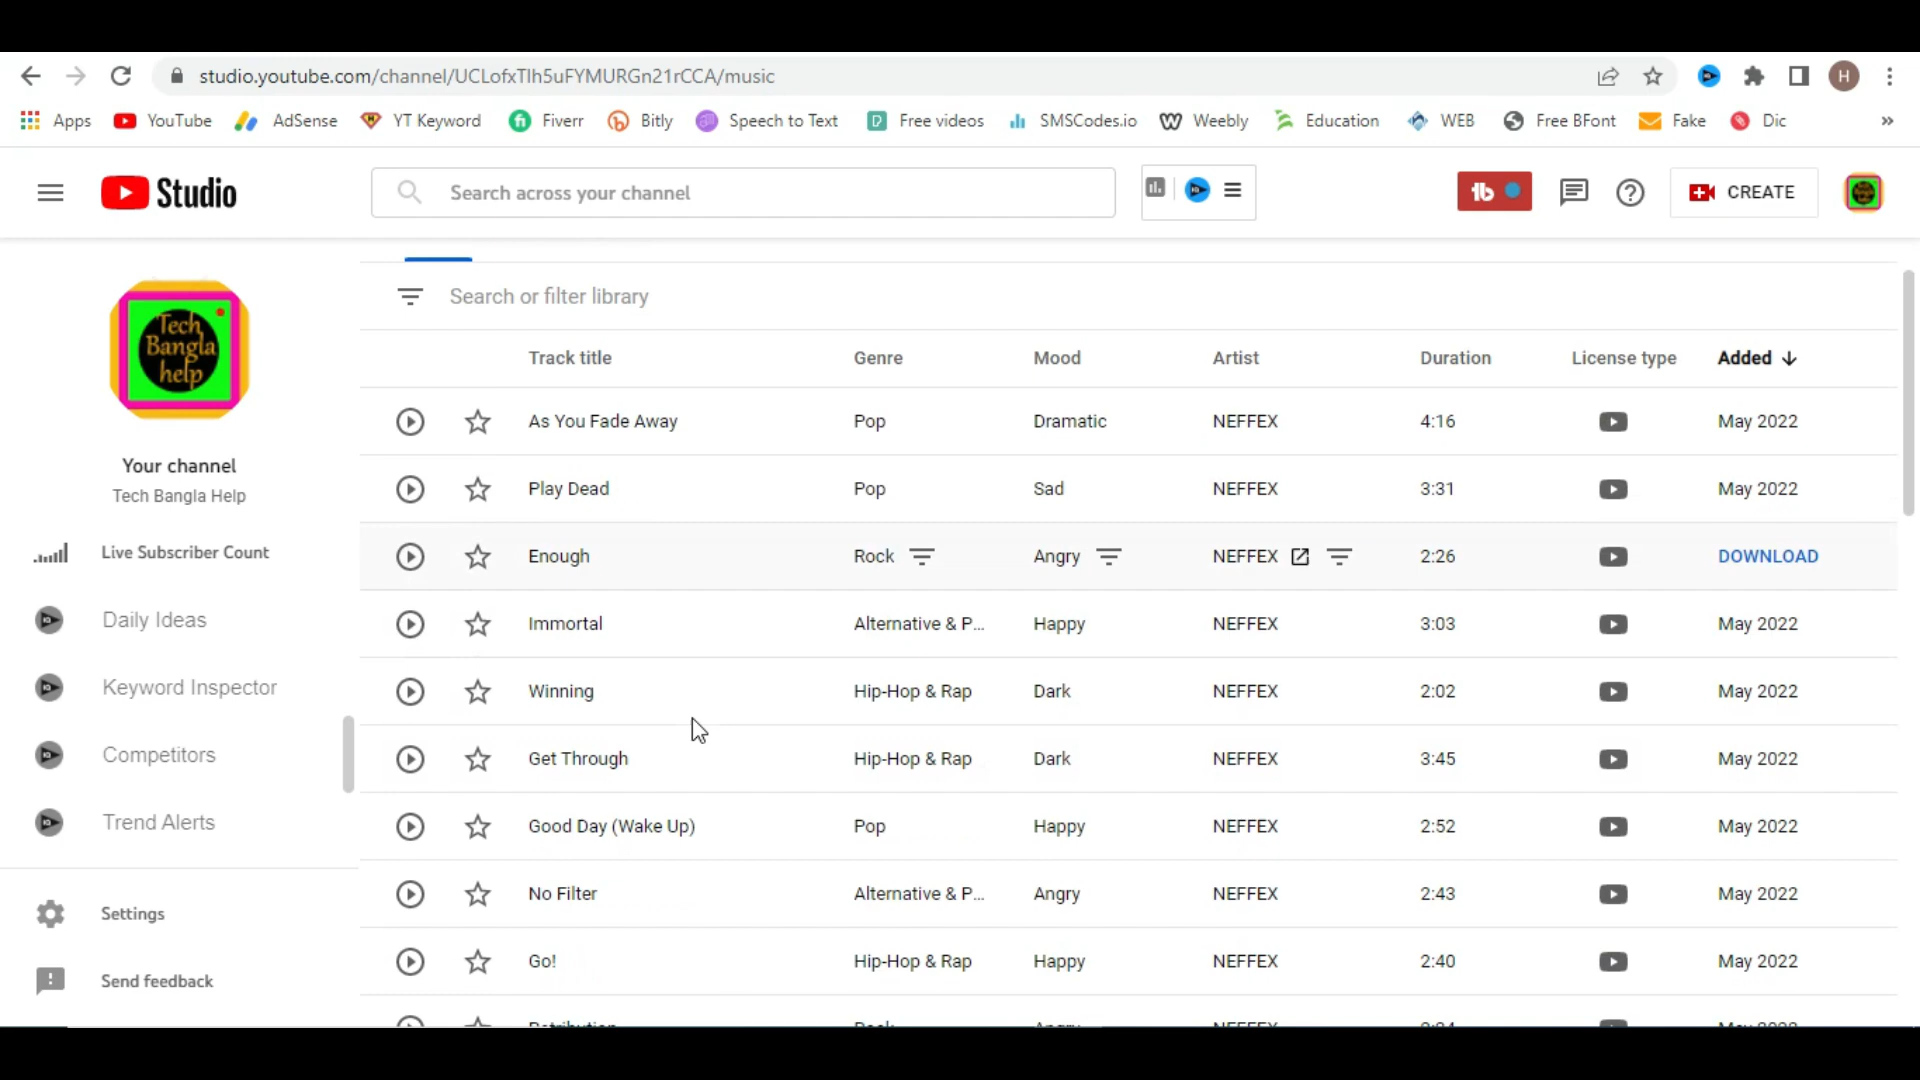 studio.youtube.com/channel/UCLofxTIh5uFYMURGn21rCCA/music
H
Apps YouTube AdSense YT Keyword Fiverr Bitly Speech to Text Free videos SMSCodes.io Weebly Education WEB Free BFont Fake Dic »
Studio
Search across your channel
CREATE
Tech
Bangla
help
Your channel
Tech Bangla Help
Live Subscriber Count
Daily Ideas
Keyword Inspector
Competitors
Trend Alerts
Settings
Send feedback
Search or filter library
Track title Genre Mood Artist Duration License type Added
As You Fade Away Pop Dramatic NEFFEX 4:16 May 2022
Play Dead Pop Sad NEFFEX 3:31 May 2022
Enough Rock Angry NEFFEX 2:26 DOWNLOAD
Immortal Alternative & P... Happy NEFFEX 3:03 May 2022
Winning Hip-Hop & Rap Dark NEFFEX 2:02 May 2022
Get Through Hip-Hop & Rap Dark NEFFEX 3:45 May 2022
Good Day (Wake Up) Pop Happy NEFFEX 2:52 May 2022
No Filter Alternative & P... Angry NEFFEX 2:43 May 2022
Go! Hip-Hop & Rap Happy NEFFEX 2:40 May 2022